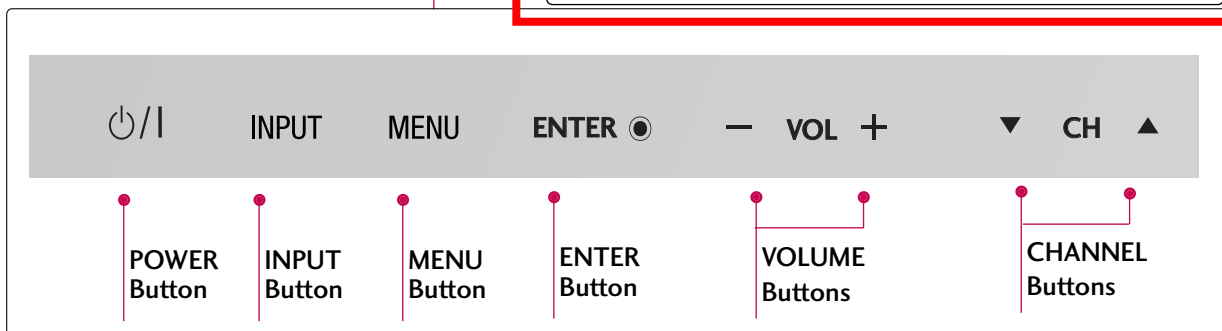 ⏻/I INPUT MENU ENTER ◉ − VOL + ▼ CH ▲
POWER Button
INPUT Button
MENU Button
ENTER Button
VOLUME Buttons
CHANNEL Buttons